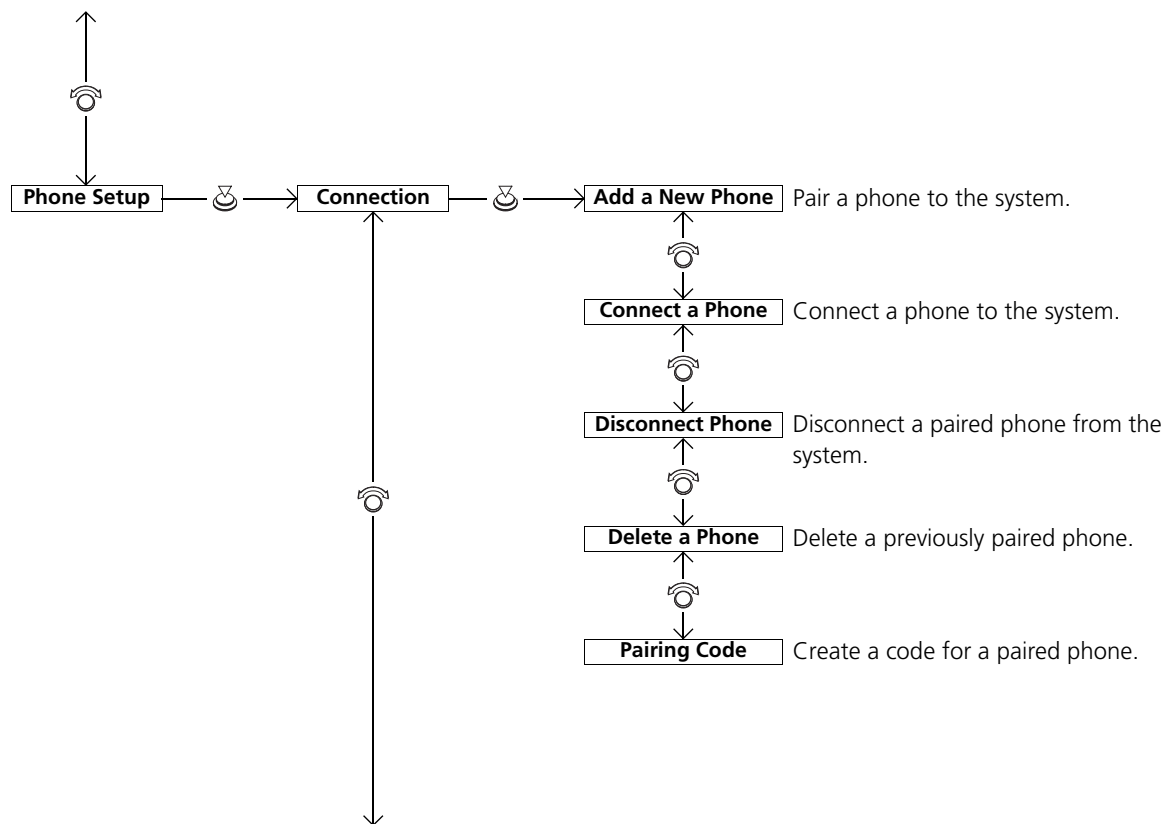 Phone Setup
Connection
Add a New Phone
Pair a phone to the system.
Connect a Phone
Connect a phone to the system.
Disconnect Phone
Disconnect a paired phone from the
system.
Delete a Phone
Delete a previously paired phone.
Pairing Code
Create a code for a paired phone.